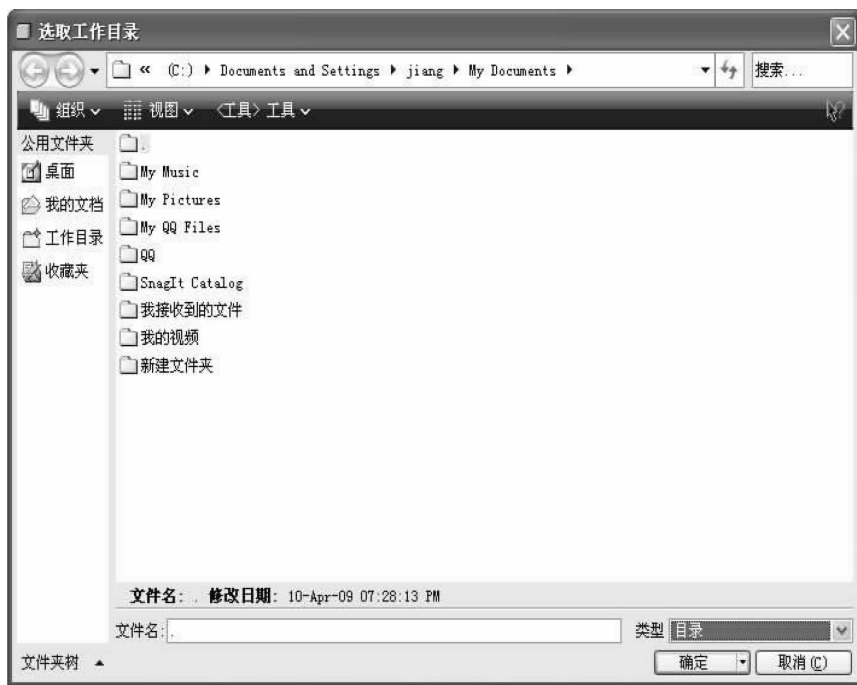 选取工作目录
« (C:) ▸ Documents and Settings ▸ jiang ▸ My Documents ▸ 搜索...
组织 视图 <工具> 工具
公用文件夹
桌面
我的文档
工作目录
收藏夹
.
My Music
My Pictures
My QQ Files
QQ
SnagIt Catalog
我接收到的文件
我的视频
新建文件夹
文件名: . 修改日期: 10-Apr-09 07:28:13 PM
文件名: . 类型 目录
文件夹树 确定 取消(C)